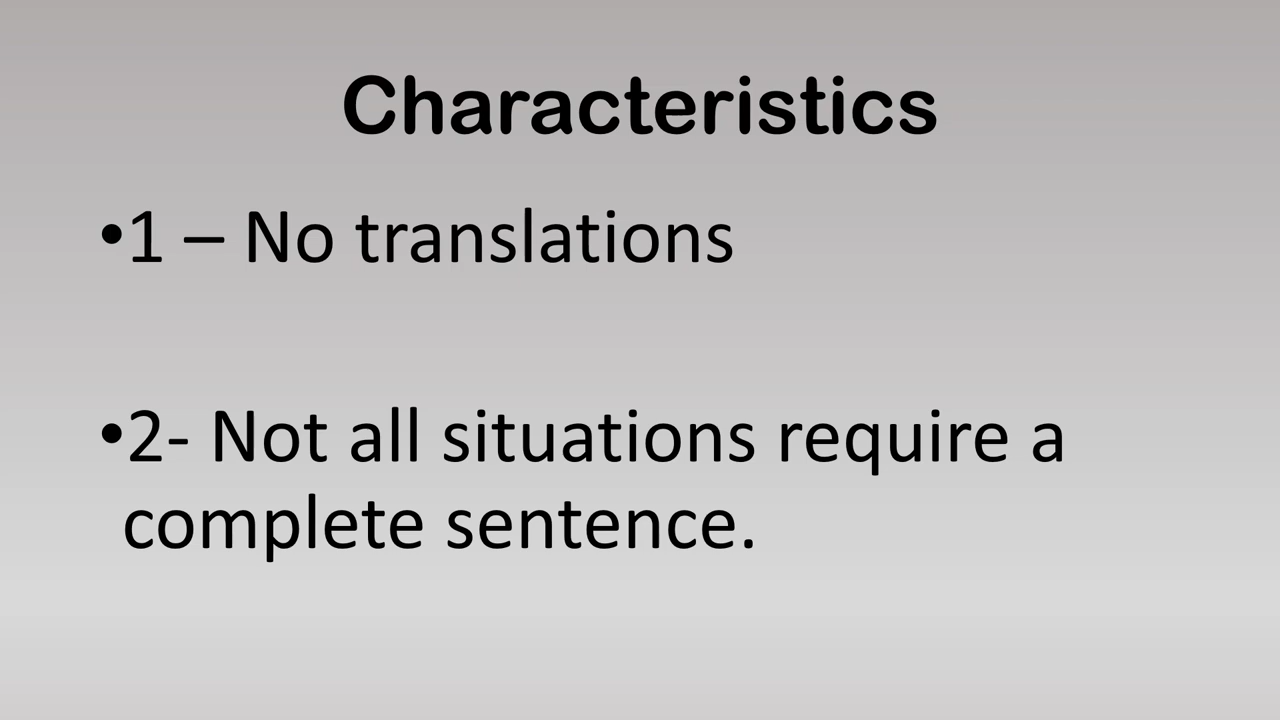 Characteristics
•1 – No translations
•2- Not all situations require a
complete sentence.